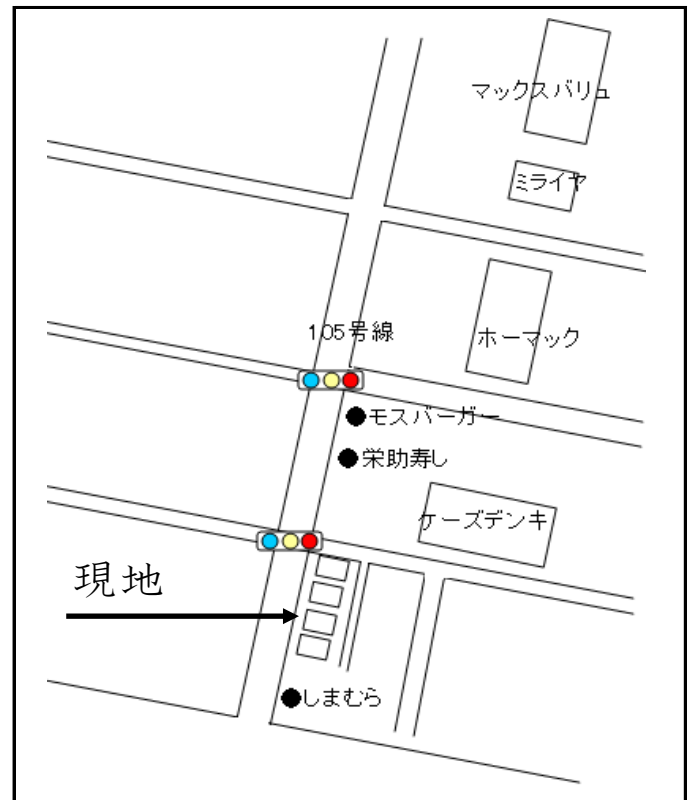 マックスバリュ
ミライヤ
105号線
ホーマック
モスバーガー
栄助寿し
ケーズデンキ
現地
しまむら